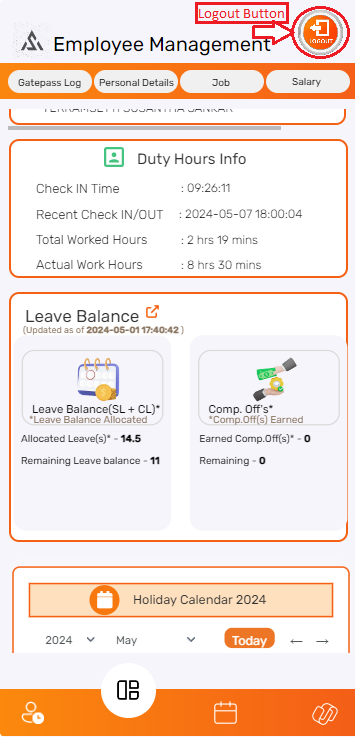 Logout Button
Employee Management
LOGOUT
Gatepass Log
Personal Details
Job
Salary
Duty Hours Info
Check IN Time : 09:26:11
Recent Check IN/OUT : 2024-05-07 18:00:04
Total Worked Hours : 2 hrs 19 mins
Actual Work Hours : 8 hrs 30 mins
Leave Balance
(Updated as of 2024-05-01 17:40:42 )
Leave Balance(SL + CL)*
*Leave Balance Allocated
Allocated Leave(s)* - 14.5
Remaining Leave balance - 11
Comp. Off's*
*Comp.Off(s) Earned
Earned Comp.Off(s)* - 0
Remaining - 0
Holiday Calendar 2024
2024 May Today ← →